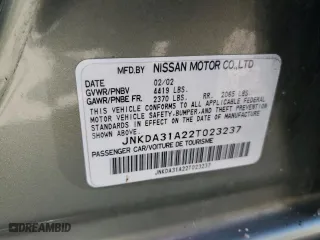 MFD BY NISSAN MOTOR CO.,LTD
02/02
GVWR/PNBV 4419 LBS.
GAWR/PNBE FR. 2370 LBS. RR. 2065 LBS.
THIS VEHICLE CONFORMS TO ALL APPLICABLE FEDERAL
MOTOR VEHICLE SAFETY, BUMPER, AND THEFT
PREVENTION STANDARDS IN EFFECT ON THE DATE OF
MANUFACTURE SHOWN ABOVE.
JNKDA31A22T023237
PASSENGER CAR/VOITURE DE TOURISME
JNKDA31A22T023237
© DREAMBID
DREAMBID.COM